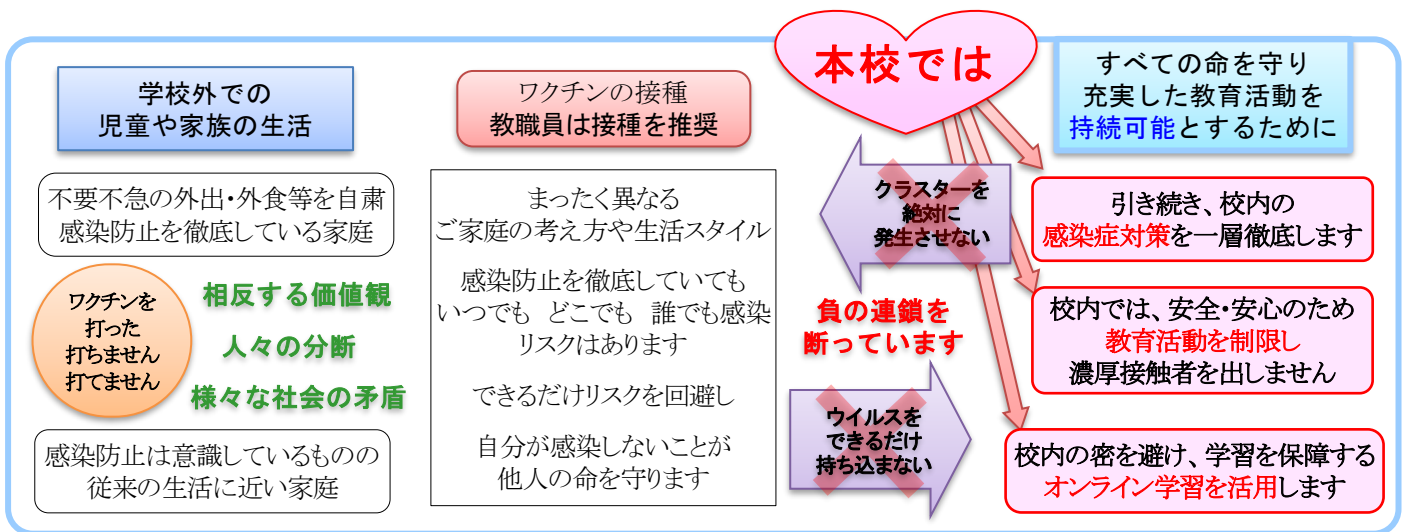 学校外での
児童や家族の生活
不要不急の外出・外食等を自粛
感染防止を徹底している家庭
ワクチンを
打った
打ちません
打てません
相反する価値観
人々の分断
様々な社会の矛盾
感染防止は意識しているものの
従来の生活に近い家庭
ワクチンの接種
教職員は接種を推奨
まったく異なる
ご家庭の考え方や生活スタイル
感染防止を徹底していても
いつでも どこでも 誰でも感染
リスクはあります
できるだけリスクを回避し
自分が感染しないことが
他人の命を守ります
本校では
クラスターを
絶対に
発生させない
負の連鎖を
断っています
ウイルスを
できるだけ
持ち込まない
すべての命を守り
充実した教育活動を
持続可能とするために
引き続き、校内の
感染症対策を一層徹底します
校内では、安全・安心のため
教育活動を制限し
濃厚接触者を出しません
校内の密を避け、学習を保障する
オンライン学習を活用します